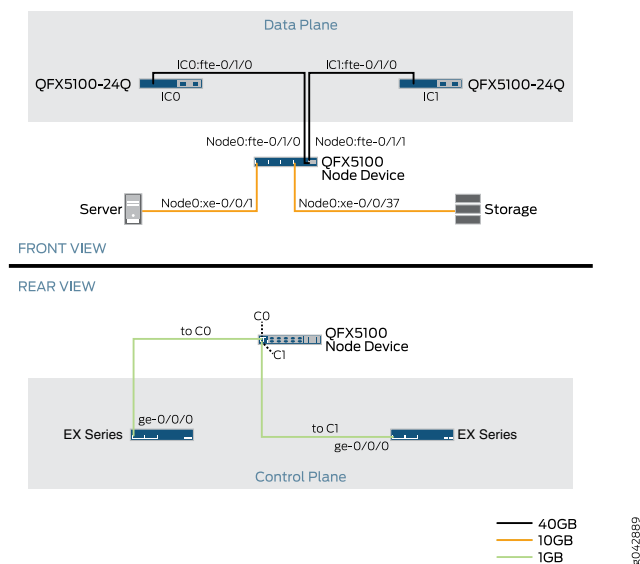 Data Plane
IC0:fte-0/1/0
IC1:fte-0/1/0
QFX5100-24Q
IC0
IC1
QFX5100-24Q
Node0:fte-0/1/0
Node0:fte-0/1/1
QFX5100
Node Device
Server
Node0:xe-0/0/1
Node0:xe-0/0/37
Storage
FRONT VIEW
REAR VIEW
C0
to C0
QFX5100
Node Device
C1
ge-0/0/0
EX Series
to C1
ge-0/0/0
EX Series
Control Plane
40GB
10GB
1GB
g042889